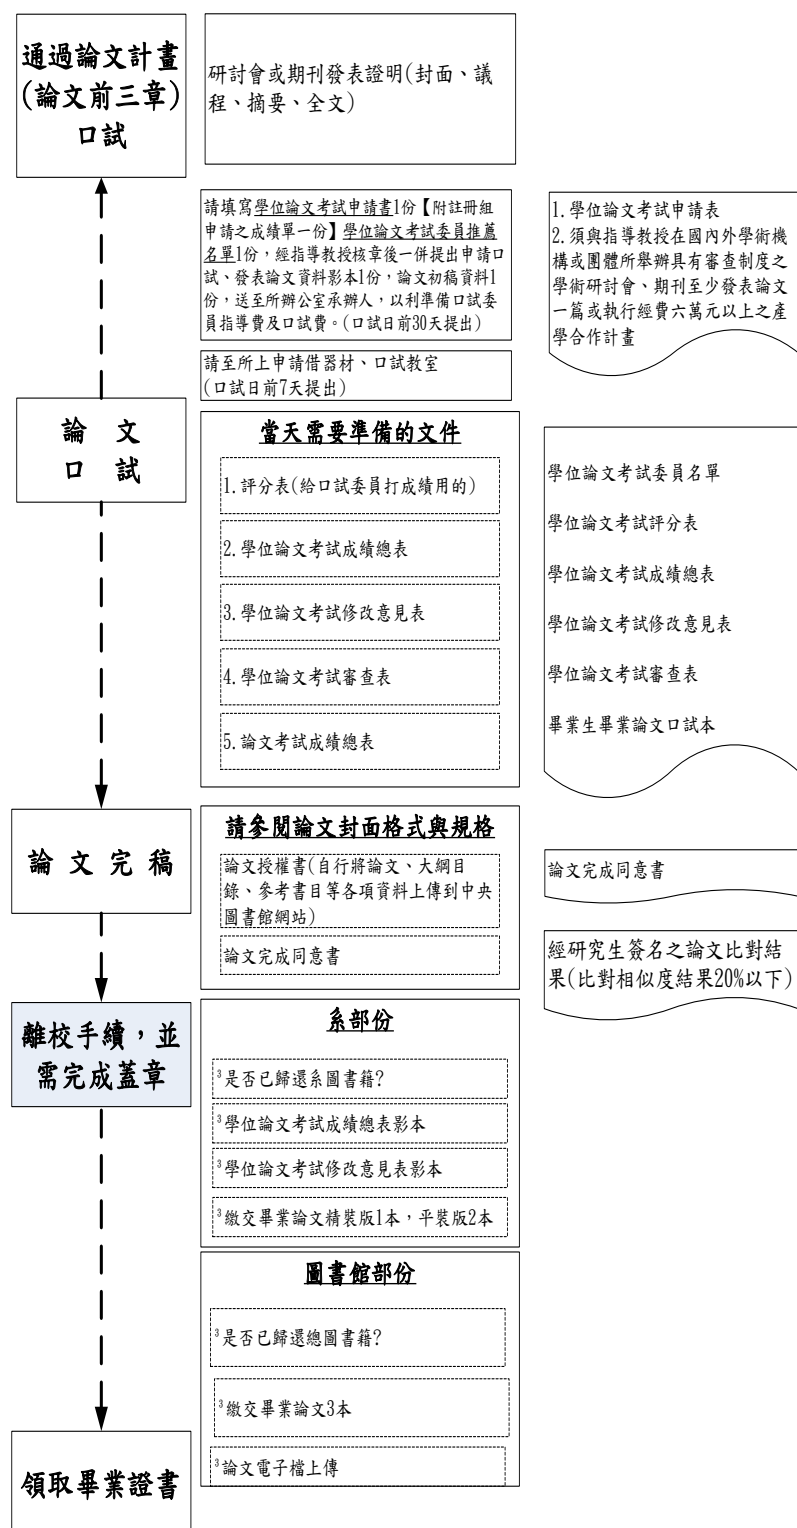 通過論文計畫
(論文前三章)
口試
研討會或期刊發表證明(封面、議
程、摘要、全文)
請填寫學位論文考試申請書1份【附註冊組
申請之成績單一份】學位論文考試委員推薦
名單1份，經指導教授核章後一併提出申請口
試、發表論文資料影本1份，論文初稿資料1
份，送至所辦公室承辦人，以利準備口試委
員指導費及口試費。(口試日前30天提出)
1.學位論文考試申請表
2.須與指導教授在國內外學術機
構或團體所舉辦具有審查制度之
學術研討會、期刊至少發表論文
一篇或執行經費六萬元以上之產
學合作計畫
請至所上申請借器材、口試教室
(口試日前7天提出)
論 文
口 試
當天需要準備的文件
1.評分表(給口試委員打成績用的)
2.學位論文考試成績總表
3.學位論文考試修改意見表
4.學位論文考試審查表
5.論文考試成績總表
學位論文考試委員名單
學位論文考試評分表
學位論文考試成績總表
學位論文考試修改意見表
學位論文考試審查表
畢業生畢業論文口試本
論 文 完 稿
請參閱論文封面格式與規格
論文授權書(自行將論文、大綱目
錄、參考書目等各項資料上傳到中央
圖書館網站)
論文完成同意書
論文完成同意書
經研究生簽名之論文比對結
果(比對相似度結果20%以下)
離校手續，並
需完成蓋章
系部份
³是否已歸還系圖書籍?
³學位論文考試成績總表影本
³學位論文考試修改意見表影本
³繳交畢業論文精裝版1本，平裝版2本
圖書館部份
³是否已歸還總圖書籍?
³繳交畢業論文3本
³論文電子檔上傳
領取畢業證書